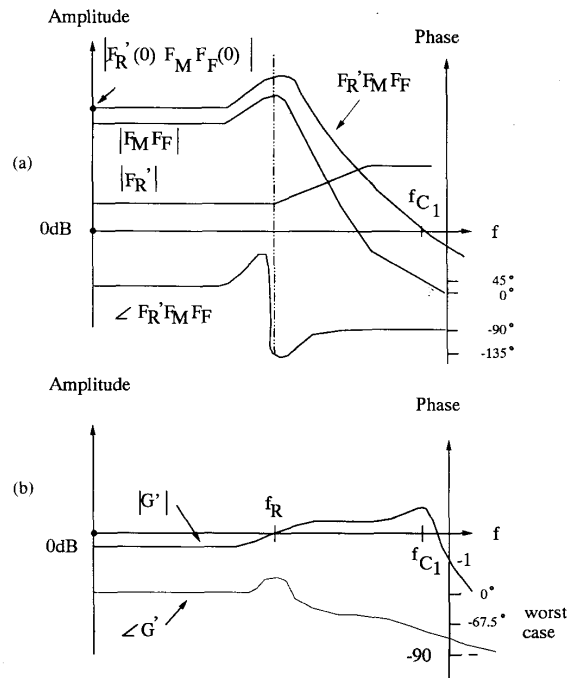 Amplitude
Phase
|F_R'(0) F_M F_F(0)|
F_R' F_M F_F
|F_M F_F|
(a)
|F_R'|
f_C1
0dB
f
45°
0°
∠ F_R' F_M F_F
-90°
-135°
Amplitude
Phase
(b)
|G'|
f_R
f
0dB
f_C1
-1
0°
∠ G'
-67.5°
worst
case
-90